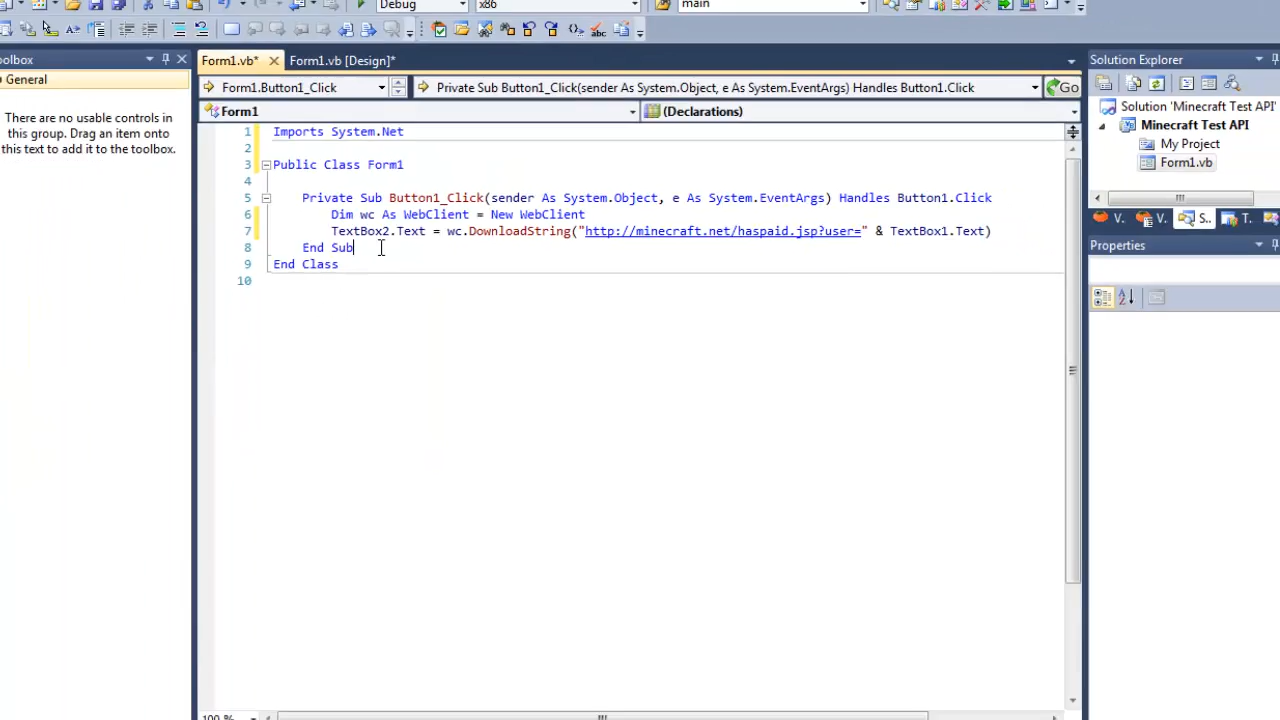 Debug
x86
main
oolbox
Form1.vb*
Form1.vb [Design]*
Solution Explorer
General
Form1.Button1_Click
Private Sub Button1_Click(sender As System.Object, e As System.EventArgs) Handles Button1.Click
Go
Form1
(Declarations)
Solution 'Minecraft Test API'
Minecraft Test API
My Project
Form1.vb
There are no usable controls in
this group. Drag an item onto
this text to add it to the toolbox.
1 Imports System.Net
2
3 Public Class Form1
4
5 Private Sub Button1_Click(sender As System.Object, e As System.EventArgs) Handles Button1.Click
6 Dim wc As WebClient = New WebClient
7 TextBox2.Text = wc.DownloadString("http://minecraft.net/haspaid.jsp?user=" & TextBox1.Text)
8 End Sub
9 End Class
10
V.
V.
S..
T.
Properties
100 %